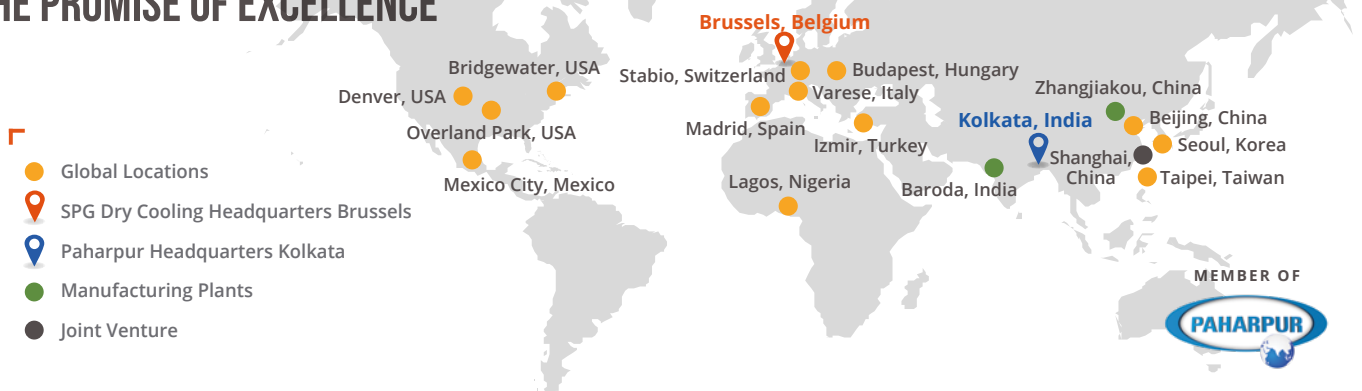 HE PROMISE OF EXCELLENCE
Brussels, Belgium
Bridgewater, USA
Stabio, Switzerland
Budapest, Hungary
Denver, USA
Varese, Italy
Zhangjiakou, China
Overland Park, USA
Madrid, Spain
Kolkata, India
Beijing, China
Izmir, Turkey
Seoul, Korea
Shanghai,
China
Mexico City, Mexico
Lagos, Nigeria
Baroda, India
Taipei, Taiwan
Global Locations
SPG Dry Cooling Headquarters Brussels
Paharpur Headquarters Kolkata
Manufacturing Plants
Joint Venture
MEMBER OF
PAHARPUR